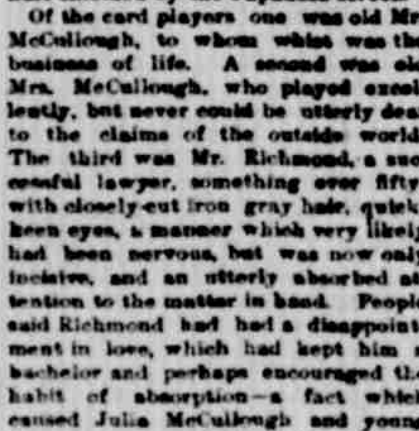 Of the card players one was old Mr
McCullough, to whom whist was the
business of life. A second was old
Mrs. McCullough, who played excel
lently, but never could be utterly dea
to the claims of the outside world
The third was Mr. Richmond, a suc
cessful lawyer, something over fifty
with closely-cut iron gray hair, quick,
keen eyes, a manner which very likely
had been nervous, but was now only
incisive, and an utterly absorbed at
tention to the matter in hand. People
said Richmond had had a disappoint
ment in love, which had kept him a
bachelor and perhaps encouraged the
habit of absorption—a fact which
caused Julia McCullough and young